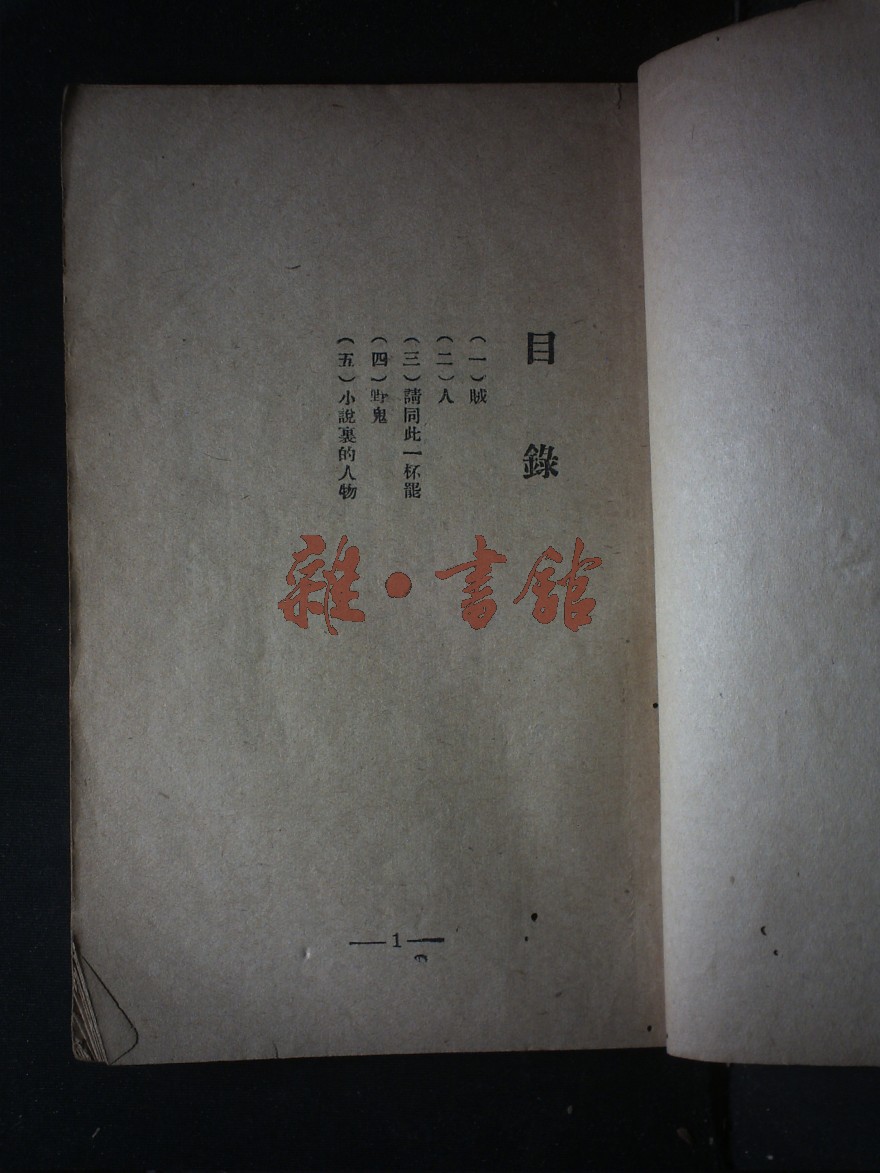 目錄
(一)賊
(二)人
(三)請同此一杯罷
(四)野鬼
(五)小說裏的人物
雜·書館
—1—